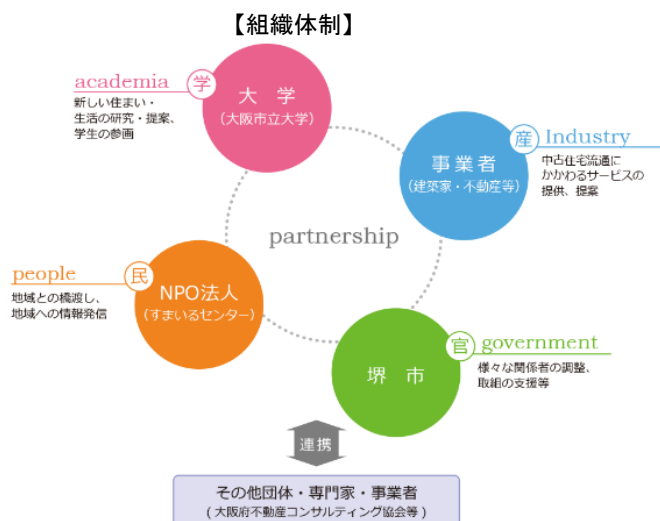 【組織体制】
academia
学
新しい住まい・
生活の研究・提案、
学生の参画
大　学
（大阪市立大学）
産
Industry
中古住宅流通に
かかわるサービスの
提供、提案
事業者
（建築家・不動産等）
partnership
people
民
地域との橋渡し、
地域への情報発信
NPO法人
（すまいるセンター）
官
government
様々な関係者の調整、
取組の支援等
堺　市
連携
その他団体・専門家・事業者
( 大阪府不動産コンサルティング協会等 )